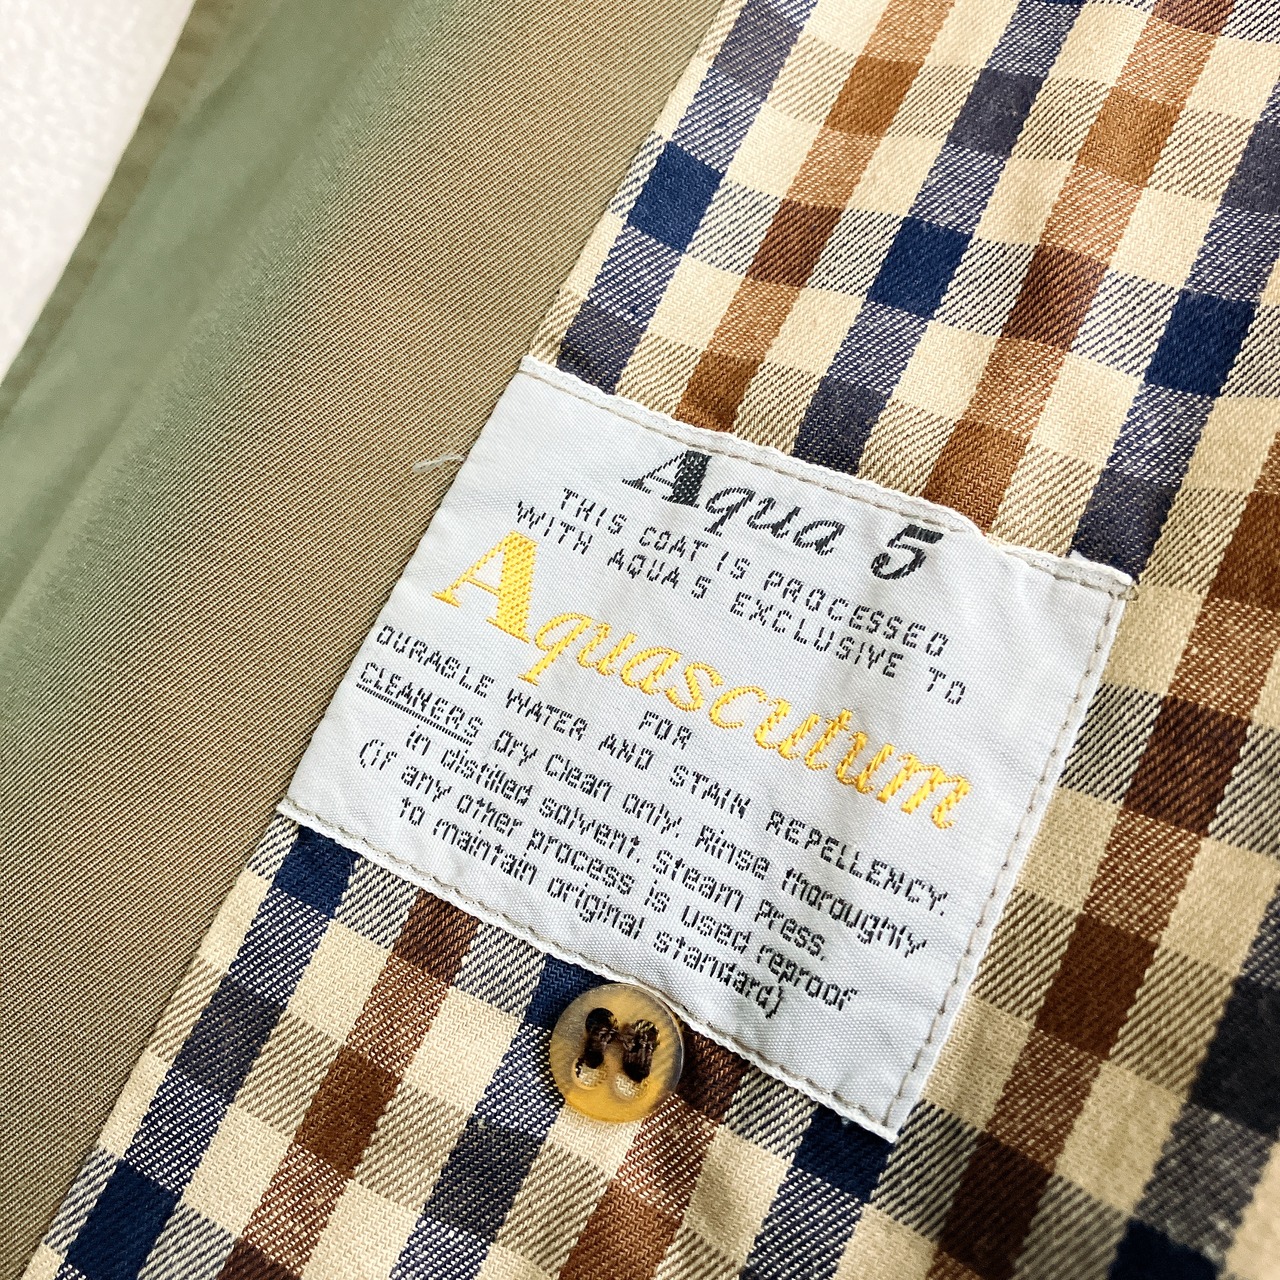 Aqua 5
THIS COAT IS PROCESSED
WITH AQUA 5 EXCLUSIVE TO
Aquascutum
FOR
DURABLE WATER AND STAIN REPELLENCY.
CLEANERS Dry Clean only. Rinse thoroughly
in distilled solvent. Steam Press.
(if any other process is used reproof
to maintain original standard)